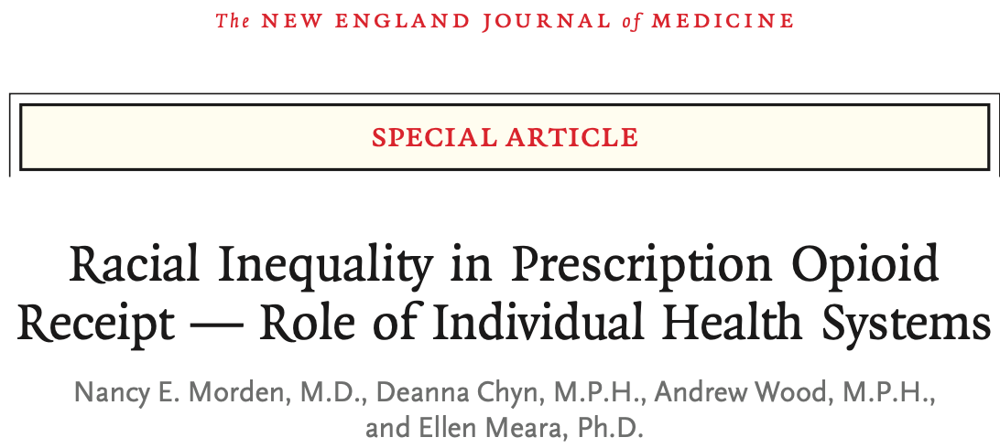 The NEW ENGLAND JOURNAL of MEDICINE
SPECIAL ARTICLE
Racial Inequality in Prescription Opioid
Receipt — Role of Individual Health Systems
Nancy E. Morden, M.D., Deanna Chyn, M.P.H., Andrew Wood, M.P.H.,
and Ellen Meara, Ph.D.